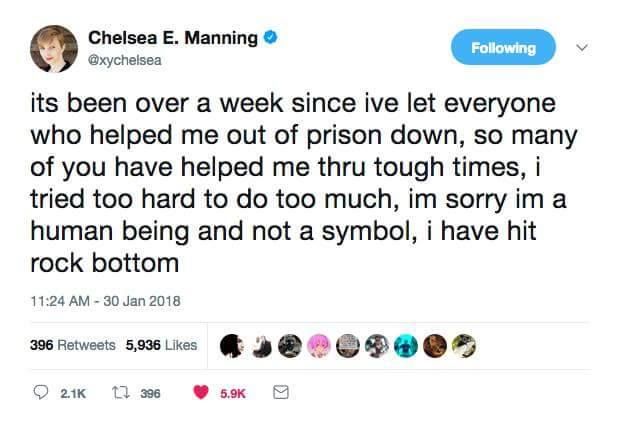 Chelsea E. Manning
@xychelsea
Following
its been over a week since ive let everyone
who helped me out of prison down, so many
of you have helped me thru tough times, i
tried too hard to do too much, im sorry im a
human being and not a symbol, i have hit
rock bottom
11:24 AM - 30 Jan 2018
396 Retweets 5,936 Likes
2.1K 396 5.9K